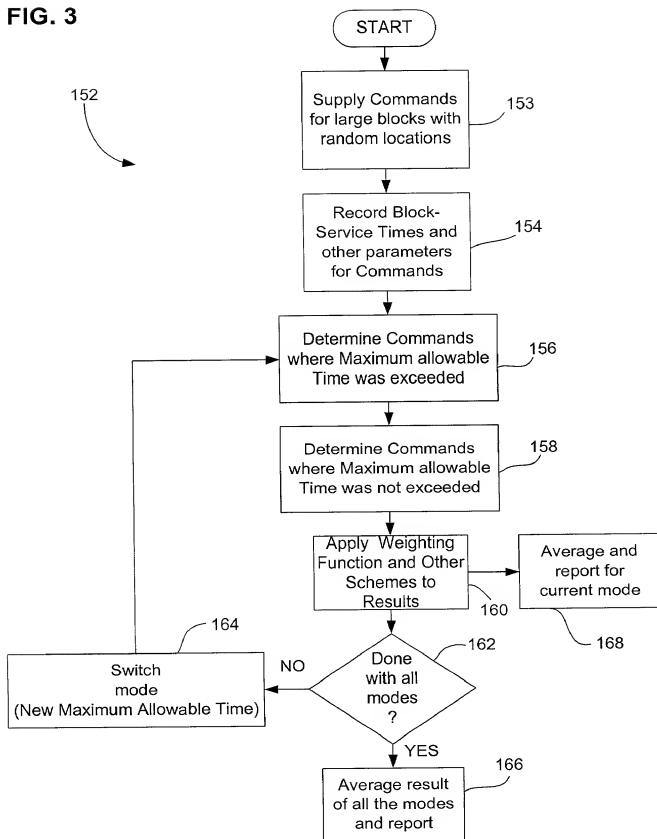 FIG. 3
START
152
Supply Commands
for large blocks with
random locations
153
Record Block-
Service Times and
other parameters
for Commands
154
Determine Commands
where Maximum allowable
Time was exceeded
156
Determine Commands
where Maximum allowable
Time was not exceeded
158
Apply Weighting
Function and Other
Schemes to
Results
160
Average and
report for
current mode
168
164
Switch
mode
(New Maximum Allowable Time)
NO
162
Done
with all
modes
?
YES
166
Average result
of all the modes
and report